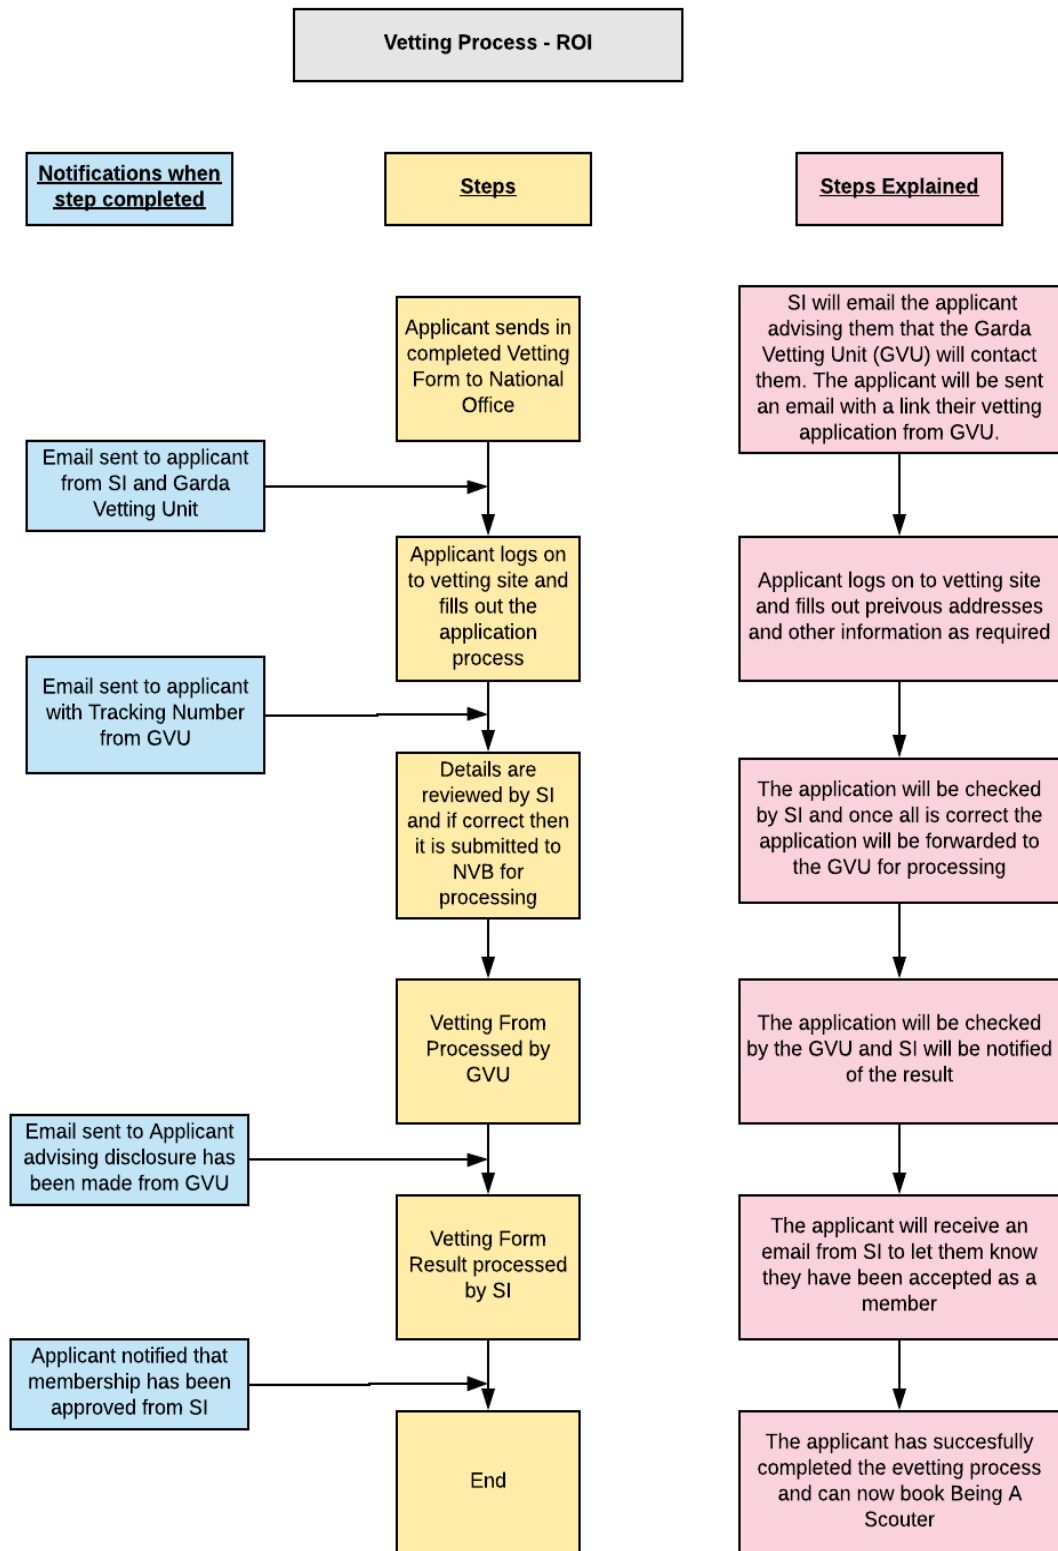 Vetting Process - ROI
Notifications when
step completed
Steps
Steps Explained
Applicant sends in
completed Vetting
Form to National
Office
SI will email the applicant
advising them that the Garda
Vetting Unit (GVU) will contact
them. The applicant will be sent
an email with a link their vetting
application from GVU.
Email sent to applicant
from SI and Garda
Vetting Unit
Applicant logs on
to vetting site and
fills out the
application
process
Applicant logs on to vetting site
and fills out preivous addresses
and other information as required
Email sent to applicant
with Tracking Number
from GVU
Details are
reviewed by SI
and if correct then
it is submitted to
NVB for
processing
The application will be checked
by SI and once all is correct the
application will be forwarded to
the GVU for processing
Vetting From
Processed by
GVU
The application will be checked
by the GVU and SI will be notified
of the result
Email sent to Applicant
advising disclosure has
been made from GVU
Vetting Form
Result processed
by SI
The applicant will receive an
email from SI to let them know
they have been accepted as a
member
Applicant notified that
membership has been
approved from SI
End
The applicant has succesfully
completed the evetting process
and can now book Being A
Scouter